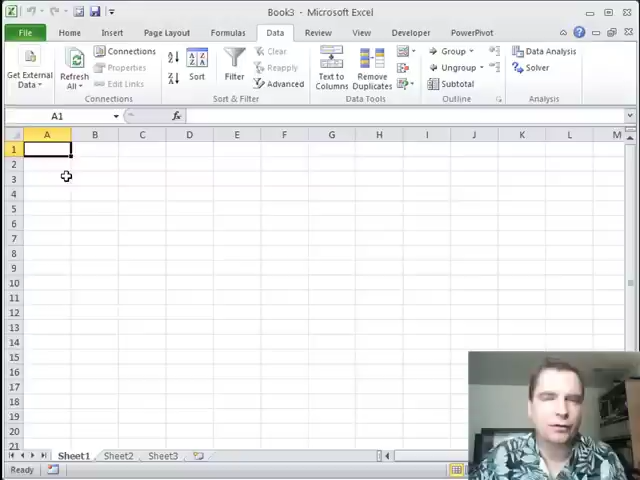 Book3 - Microsoft Excel
File Home Insert Page Layout Formulas Data Review View Developer PowerPivot
Get External Data
Refresh All
Connections
Properties
Edit Links
Connections
Sort
Filter
Clear
Reapply
Advanced
Sort & Filter
Text to Columns
Remove Duplicates
Data Tools
Group
Ungroup
Subtotal
Outline
Data Analysis
Solver
Analysis
A1
fx
A B C D E F G H I J K L M
1
2
3
4
5
6
7
8
9
10
11
12
13
14
15
16
17
18
19
20
21
Sheet1 Sheet2 Sheet3
Ready